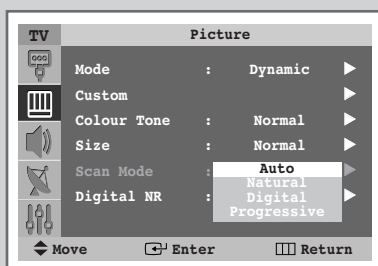 TV Picture
Mode : Dynamic
Custom
Colour Tone : Normal
Size : Normal
Scan Mode : Auto
Natural
Digital NR : Digital
Progressive
Move Enter Return